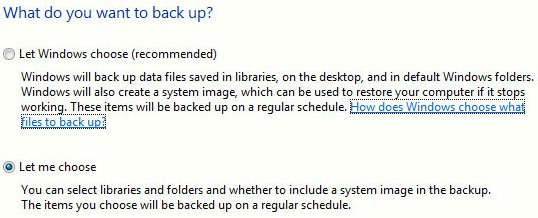 What do you want to back up?
Let Windows choose (recommended)
Windows will back up data files saved in libraries, on the desktop, and in default Windows folders.
Windows will also create a system image, which can be used to restore your computer if it stops
working. These items will be backed up on a regular schedule. How does Windows choose what
files to back up?
Let me choose
You can select libraries and folders and whether to include a system image in the backup.
The items you choose will be backed up on a regular schedule.